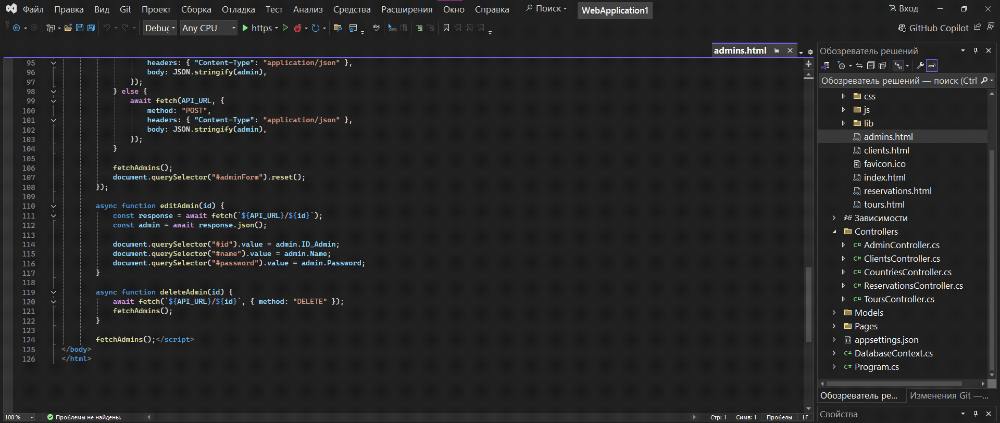 Файл Правка Вид Git Проект Сборка Отладка Тест Анализ Средства Расширения Окно Справка Поиск WebApplication1 Вход
Debug Any CPU https GitHub Copilot
admins.html
95 headers: { "Content-Type": "application/json" },
96 body: JSON.stringify(admin),
97 });
98 } else {
99 await fetch(API_URL, {
100 method: "POST",
101 headers: { "Content-Type": "application/json" },
102 body: JSON.stringify(admin),
103 });
104 }
105
106 fetchAdmins();
107 document.querySelector("#adminForm").reset();
108 });
109
110 async function editAdmin(id) {
111 const response = await fetch(`${API_URL}/${id}`);
112 const admin = await response.json();
113
114 document.querySelector("#id").value = admin.ID_Admin;
115 document.querySelector("#name").value = admin.Name;
116 document.querySelector("#password").value = admin.Password;
117 }
118
119 async function deleteAdmin(id) {
120 await fetch(`${API_URL}/${id}`, { method: "DELETE" });
121 fetchAdmins();
122 }
123
124 fetchAdmins();</script>
125 </body>
126 </html>
108 % Проблемы не найдены. Стр: 1 Симв: 1 Пробелы LF
Обозреватель решений
Обозреватель решений — поиск (Ctrl
css
js
lib
admins.html
clients.html
favicon.ico
index.html
reservations.html
tours.html
Зависимости
Controllers
C# AdminController.cs
C# ClientsController.cs
C# CountriesController.cs
C# ReservationsController.cs
C# ToursController.cs
Models
Pages
appsettings.json
C# DatabaseContext.cs
C# Program.cs
Обозреватель ре... Изменения Git —...
Свойства